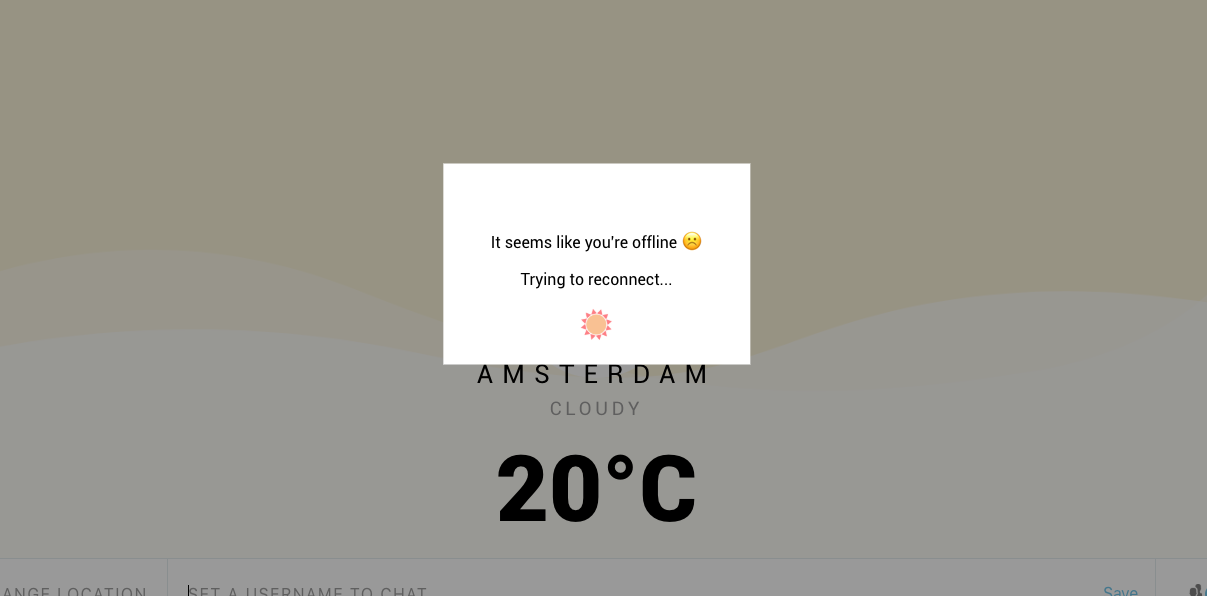 It seems like you're offline ☹️
Trying to reconnect...
AMSTERDAM
CLOUDY
20°C
ANGE LOCATION
SET A USERNAME TO CHAT
Save